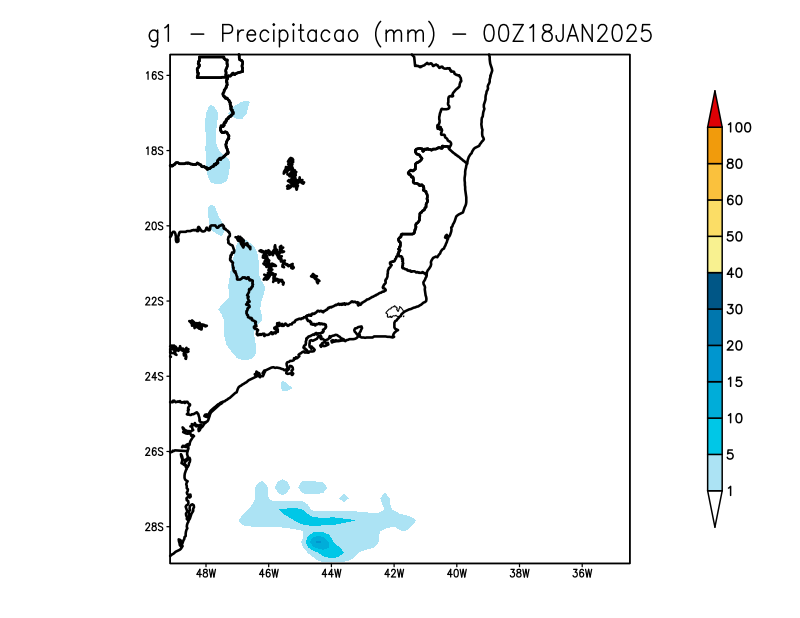 g1 – Precipitacao (mm) – 00Z18JAN2025
16S
18S
20S
22S
24S
26S
28S
48W 46W 44W 42W 40W 38W 36W
100
80
60
50
40
30
20
15
10
5
1